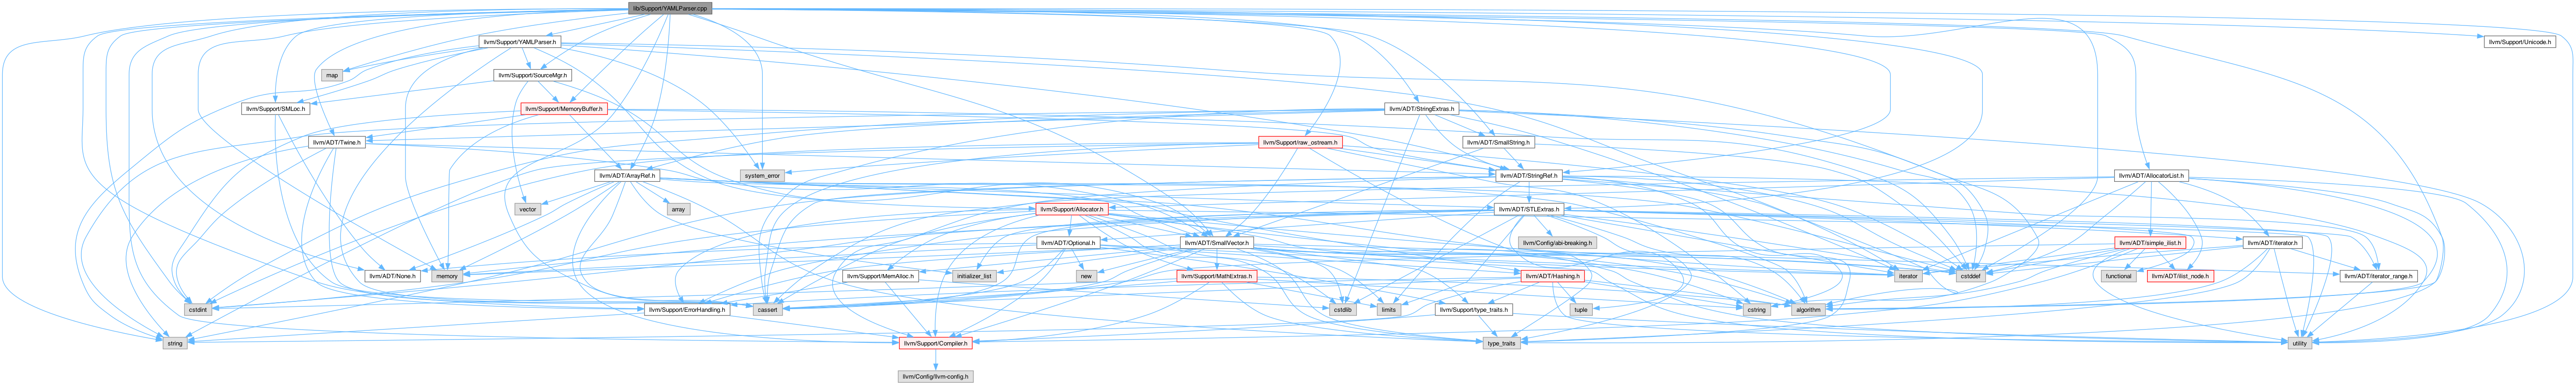 lib/Support/YAMLParser.cpp
llvm/Support/YAMLParser.h
llvm/Support/Unicode.h
map
llvm/Support/SourceMgr.h
llvm/Support/SMLoc.h
llvm/Support/MemoryBuffer.h
llvm/ADT/StringExtras.h
llvm/ADT/Twine.h
llvm/Support/raw_ostream.h
llvm/ADT/SmallString.h
llvm/ADT/ArrayRef.h
system_error
llvm/ADT/StringRef.h
llvm/ADT/AllocatorList.h
vector
array
llvm/Support/Allocator.h
llvm/ADT/STLExtras.h
llvm/ADT/Optional.h
llvm/ADT/SmallVector.h
llvm/Config/abi-breaking.h
llvm/ADT/simple_ilist.h
llvm/ADT/iterator.h
llvm/ADT/None.h
memory
llvm/Support/MemAlloc.h
initializer_list
new
llvm/Support/MathExtras.h
llvm/ADT/Hashing.h
iterator
cstddef
functional
llvm/ADT/ilist_node.h
llvm/ADT/iterator_range.h
cstdint
llvm/Support/ErrorHandling.h
cassert
cstdlib
limits
llvm/Support/type_traits.h
tuple
cstring
algorithm
string
llvm/Support/Compiler.h
type_traits
utility
llvm/Config/llvm-config.h